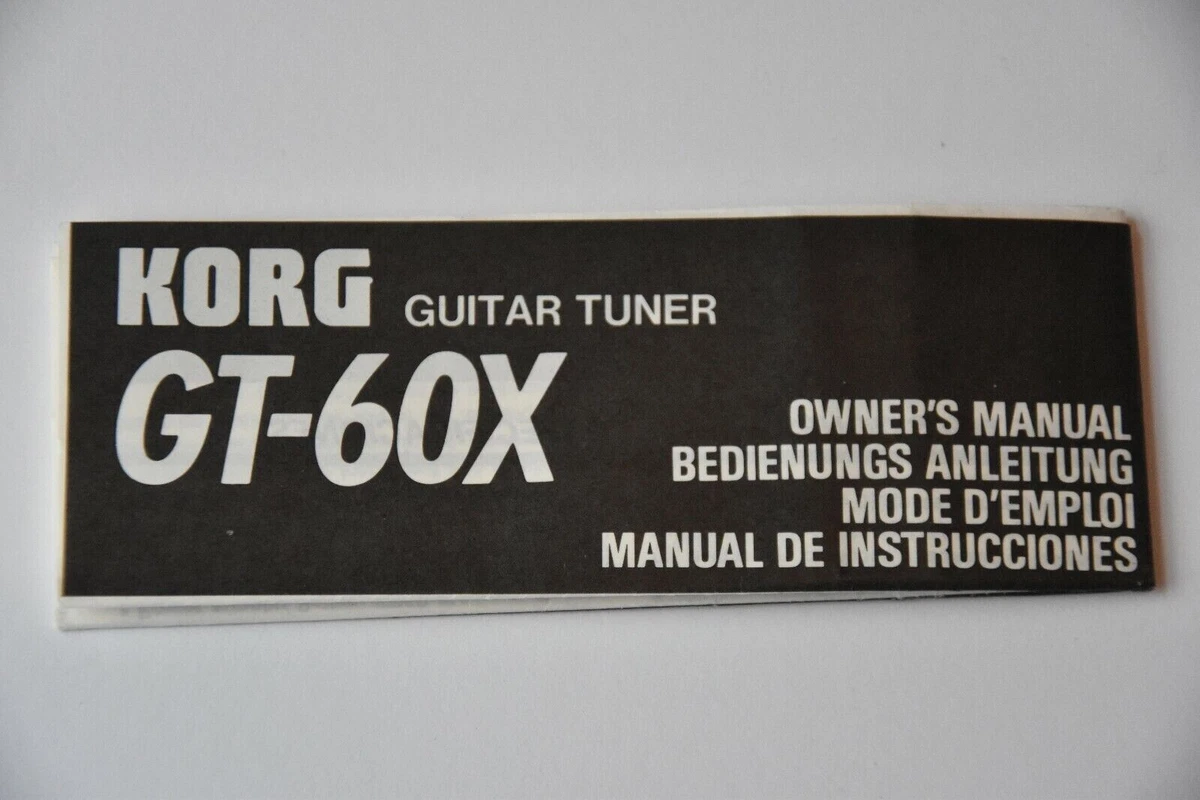 KORG GUITAR TUNER
GT-60X
OWNER'S MANUAL
BEDIENUNGS ANLEITUNG
MODE D'EMPLOI
MANUAL DE INSTRUCCIONES